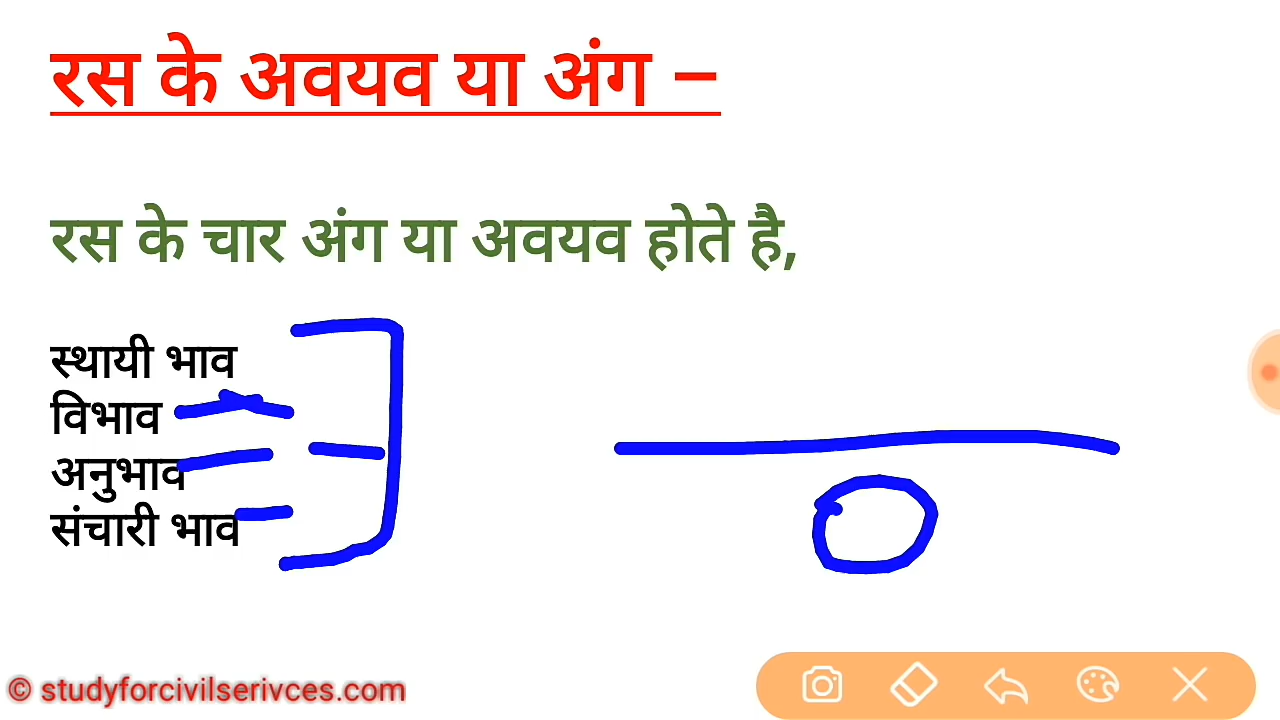 रस के अवयव या अंग –
रस के चार अंग या अवयव होते है,
स्थायी भाव
विभाव
अनुभाव
संचारी भाव
© studyforcivilserivces.com